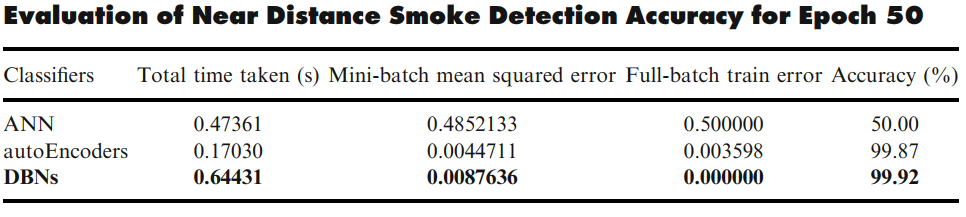 Evaluation of Near Distance Smoke Detection Accuracy for Epoch 50
Classifiers Total time taken (s) Mini-batch mean squared error Full-batch train error Accuracy (%)
ANN 0.47361 0.4852133 0.500000 50.00
autoEncoders 0.17030 0.0044711 0.003598 99.87
DBNs 0.64431 0.0087636 0.000000 99.92